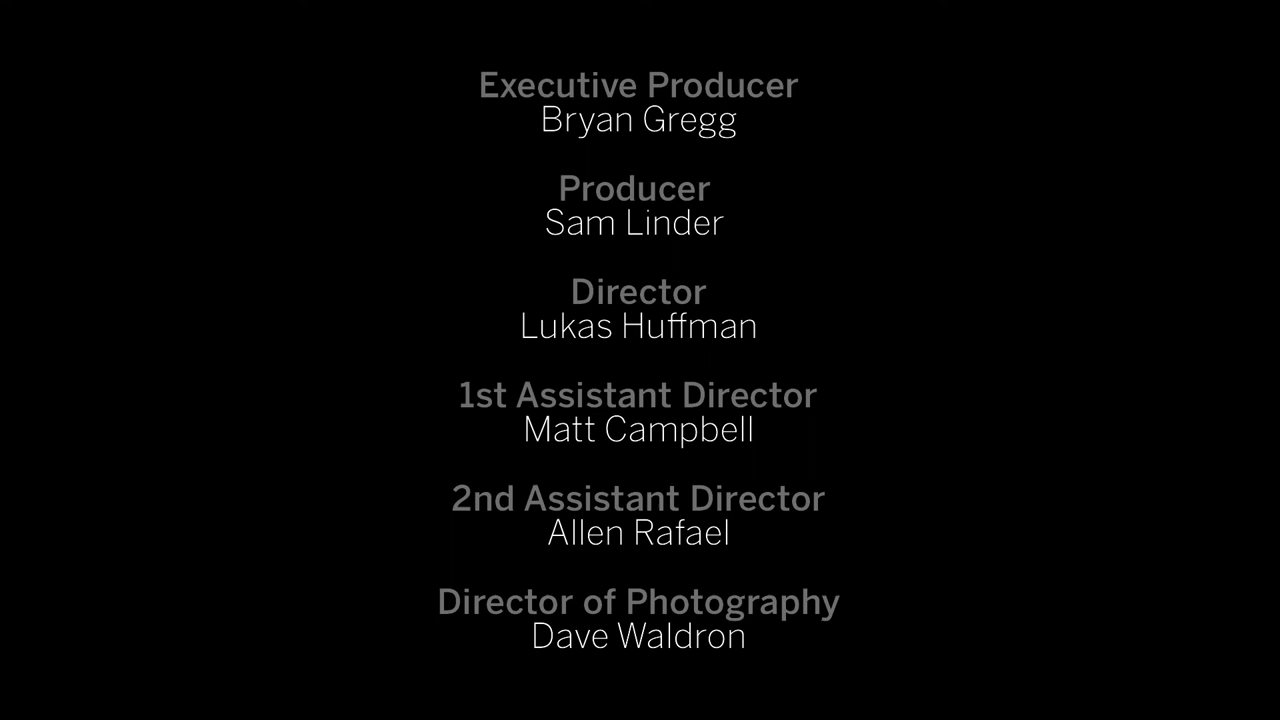 Executive Producer
Bryan Gregg
Producer
Sam Linder
Director
Lukas Huffman
1st Assistant Director
Matt Campbell
2nd Assistant Director
Allen Rafael
Director of Photography
Dave Waldron